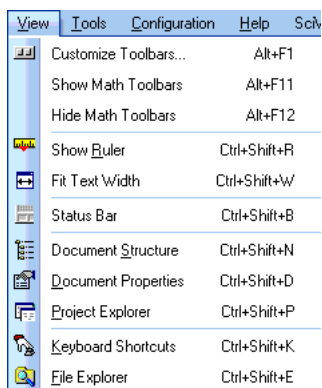 View Tools Configuration Help SciV
Customize Toolbars... Alt+F1
Show Math Toolbars Alt+F11
Hide Math Toolbars Alt+F12
Show Ruler Ctrl+Shift+R
Fit Text Width Ctrl+Shift+W
Status Bar Ctrl+Shift+B
Document Structure Ctrl+Shift+N
Document Properties Ctrl+Shift+D
Project Explorer Ctrl+Shift+P
Keyboard Shortcuts Ctrl+Shift+K
File Explorer Ctrl+Shift+E